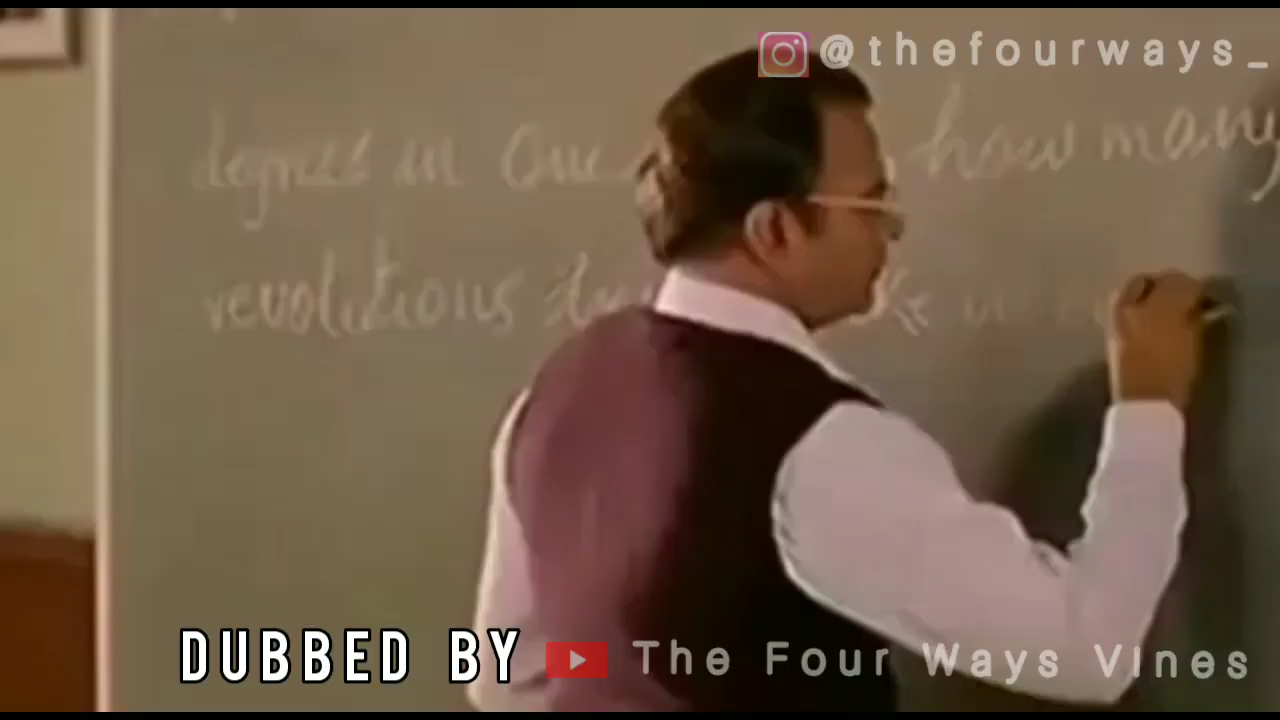 @thefourways_
degrees in one how many
revolutions
DUBBED BY The Four Ways Vines